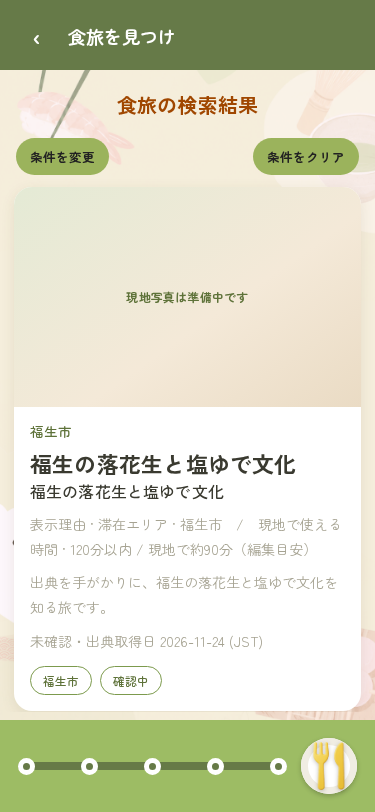 ‹ 食旅を見つけ
食旅の検索結果
条件を変更
条件をクリア
現地写真は準備中です
福生市
福生の落花生と塩ゆで文化
福生の落花生と塩ゆで文化
表示理由 · 滞在エリア · 福生市　/　現地で使える
時間 · 120分以内 / 現地で約90分（編集目安）
出典を手がかりに、福生の落花生と塩ゆで文化を
知る旅です。
未確認・出典取得日 2026-11-24 (JST)
福生市
確認中